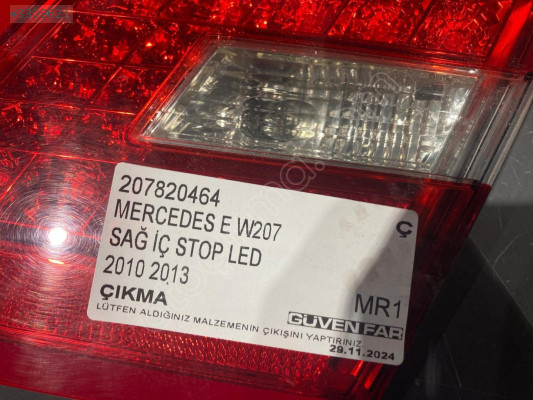 207820464
MERCEDES E W207
SAĞ İÇ STOP LED
2010 2013
ÇIKMA
Ç
MR1
GÜVEN FAR
LÜTFEN ALDIĞINIZ MALZEMENİN ÇIKIŞINI YAPTIRINIZ
29.11.2024